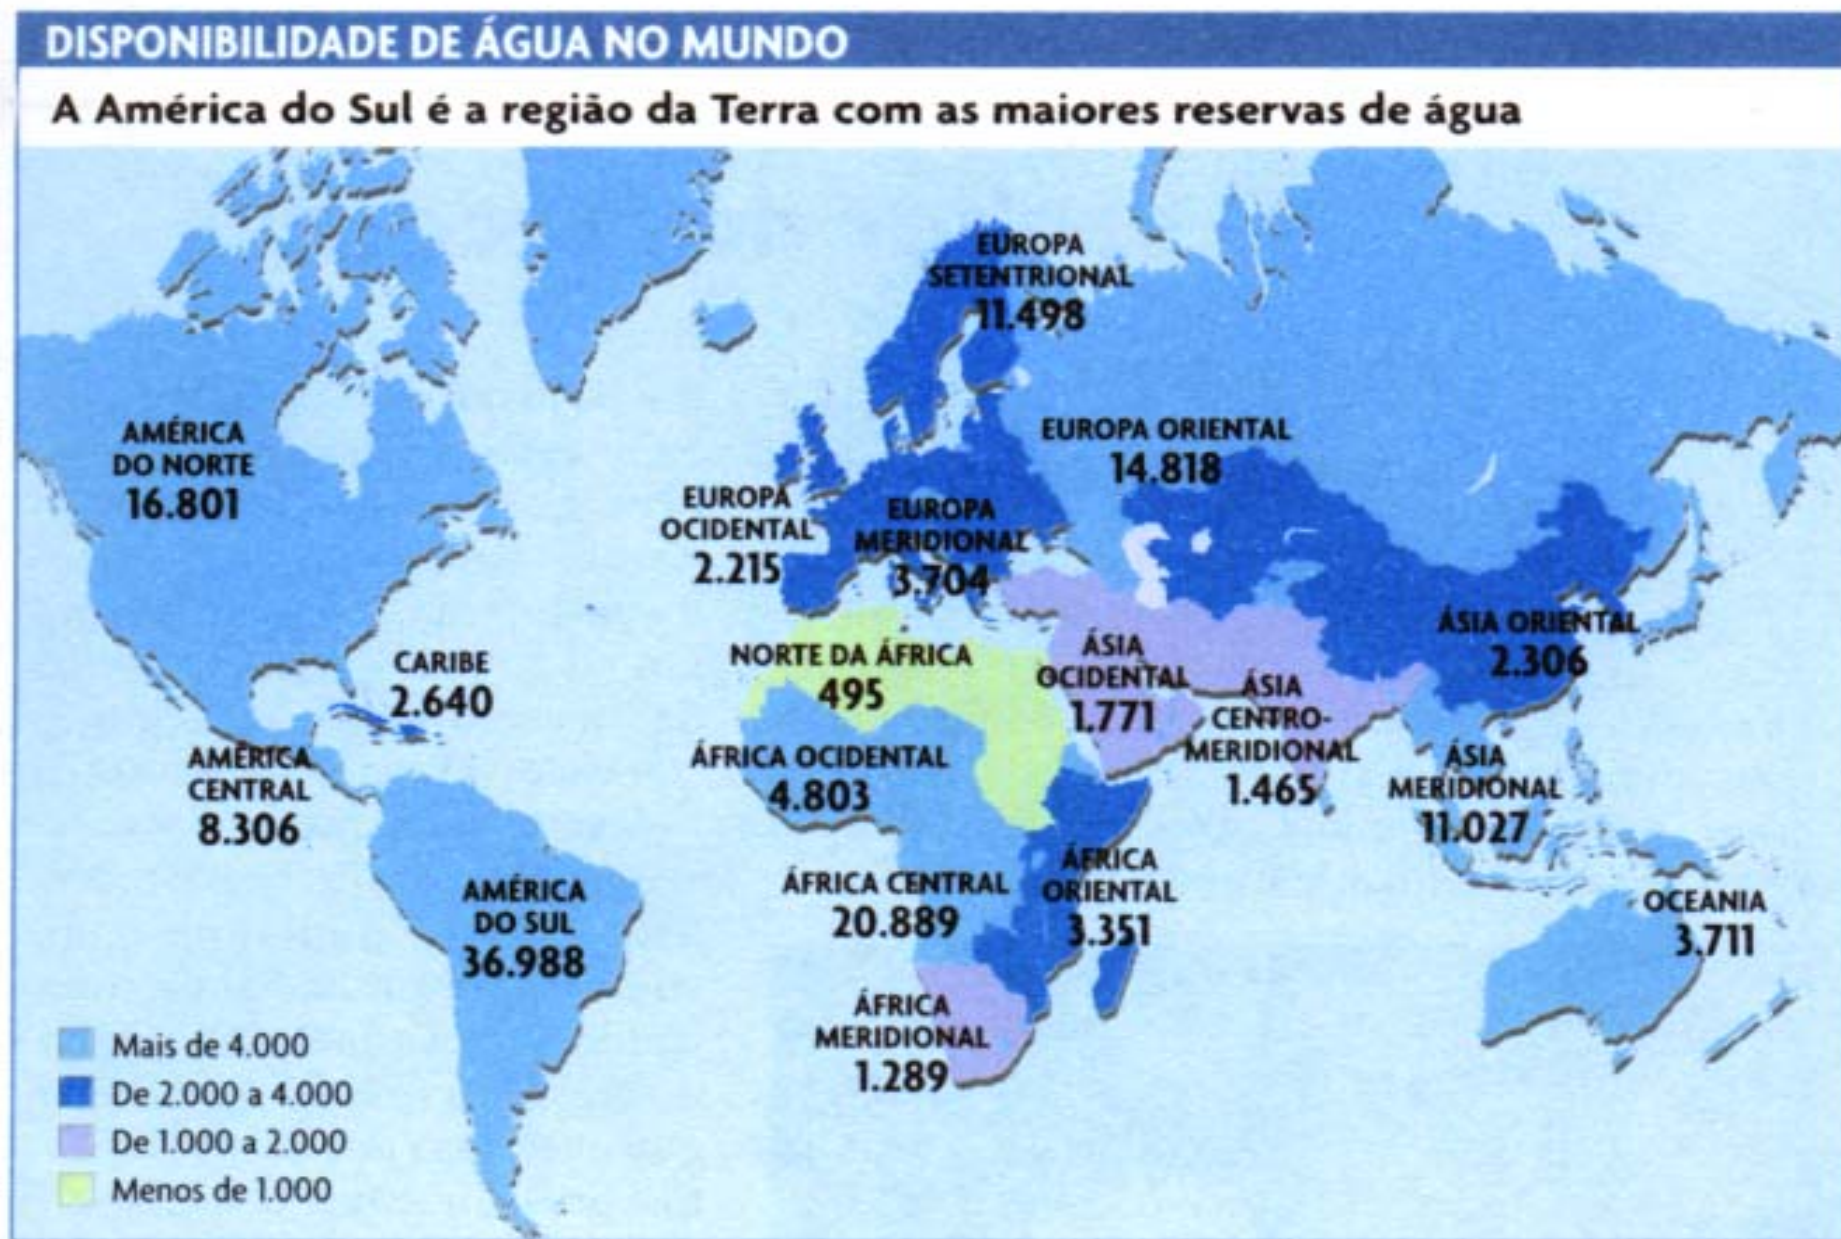 DISPONIBILIDADE DE ÁGUA NO MUNDO
A América do Sul é a região da Terra com as maiores reservas de água
EUROPA
SETENTRIONAL
11.498
AMÉRICA
DO NORTE
16.801
EUROPA ORIENTAL
14.818
EUROPA
OCIDENTAL
2.215
EUROPA
MERIDIONAL
3.704
CARIBE
2.640
NORTE DA ÁFRICA
495
ÁSIA
OCIDENTAL
1.771
ÁSIA ORIENTAL
2.306
ÁSIA
CENTRO-
MERIDIONAL
1.465
AMÉRICA
CENTRAL
8.306
ÁFRICA OCIDENTAL
4.803
ÁSIA
MERIDIONAL
11.027
AMÉRICA
DO SUL
36.988
ÁFRICA CENTRAL
20.889
ÁFRICA
ORIENTAL
3.351
OCEANIA
3.711
ÁFRICA
MERIDIONAL
1.289
Mais de 4.000
De 2.000 a 4.000
De 1.000 a 2.000
Menos de 1.000